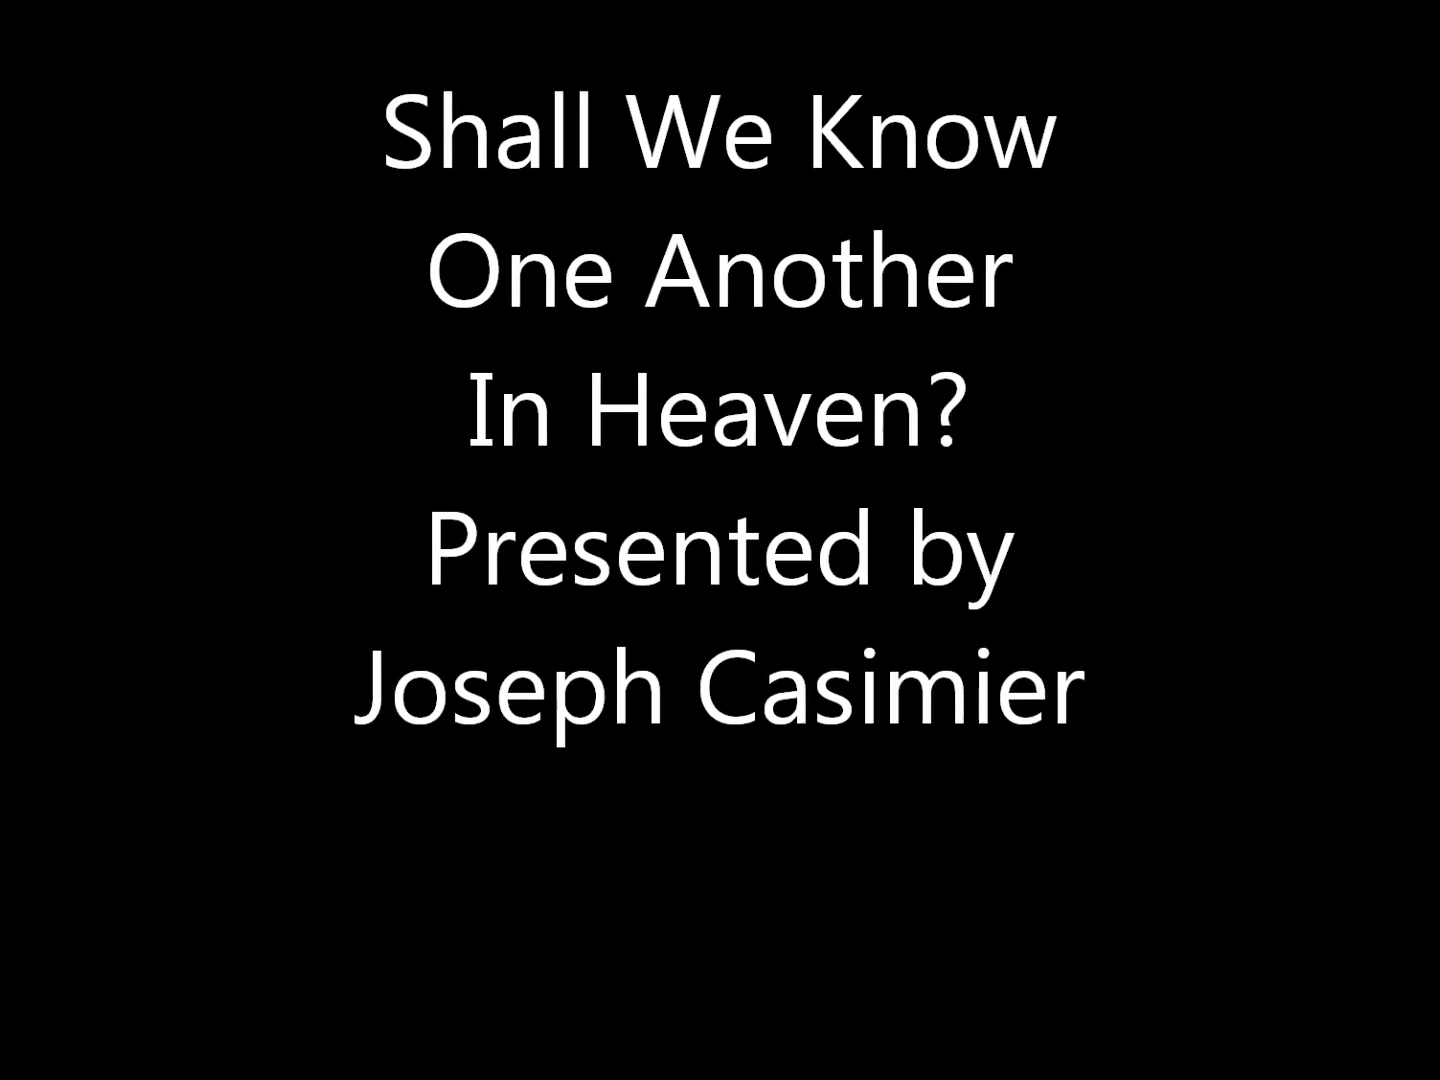 Shall We Know
One Another
In Heaven?
Presented by
Joseph Casimier